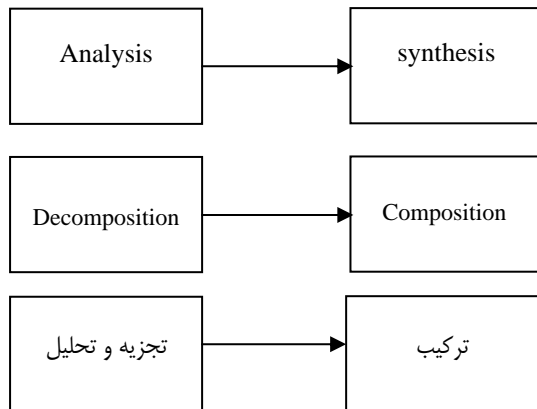 Analysis
synthesis
Decomposition
Composition
تجزیه و تحلیل
ترکیب